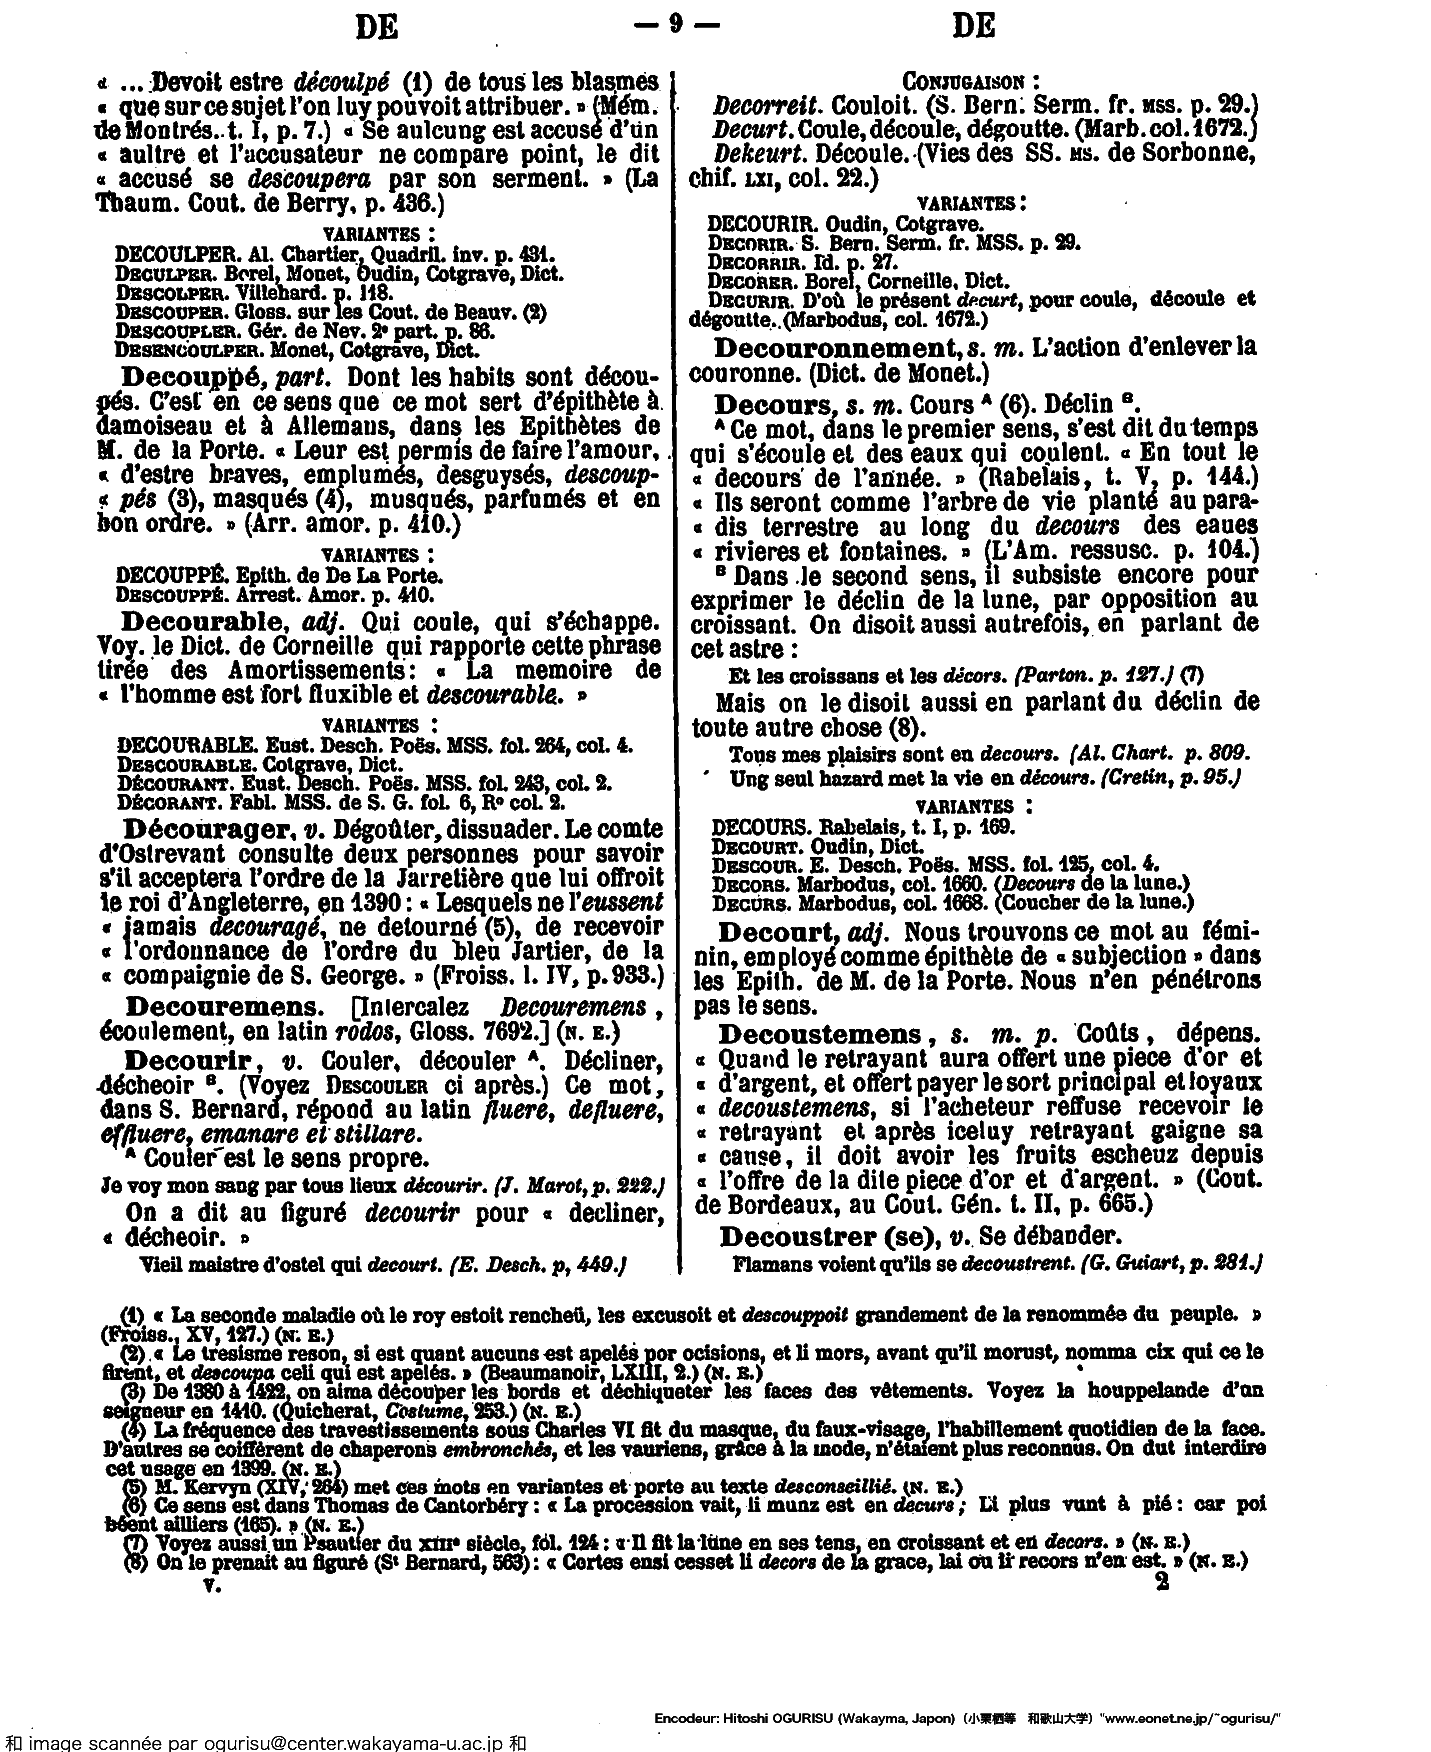 DE — 9 — DE
« ... Devoit estre découlpé (1) de tous les blasmes
« que sur ce sujet l'on luy pouvoit attribuer. » (Mém.
de Montrés. t. I, p. 7.) « Se aulcung est accusé d'un
« aultre et l'accusateur ne compare point, le dit
« accusé se descoupera par son serment. » (La
Thaum. Cout. de Berry, p. 436.)
VARIANTES :
DECOULPER. Al. Chartier, Quadril. inv. p. 431.
DECULPER. Borel, Monet, Oudin, Cotgrave, Dict.
DESCOLPER. Villehard. p. 118.
DESCOUPER. Gloss. sur les Cout. de Beauv. (2)
DESCOUPLER. Gér. de Nev. 2e part. p. 86.
DESENCOULPER. Monet, Cotgrave, Dict.
Decouppé, part. Dont les habits sont décou-
pés. C'est en ce sens que ce mot sert d'épithète à
damoiseau et à Allemans, dans les Epithètes de
M. de la Porte. « Leur est permis de faire l'amour,
« d'estre braves, emplumés, desguysés, descoup-
« pés (3), masqués (4), musqués, parfumés et en
bon ordre. » (Arr. amor. p. 410.)
VARIANTES :
DECOUPPÉ. Epith. de De La Porte.
DESCOUPPÉ. Arrest. Amor. p. 410.
Decourable, adj. Qui coule, qui s'échappe.
Voy. le Dict. de Corneille qui rapporte cette phrase
tirée des Amortissements : « La memoire de
« l'homme est fort fluxible et descourable. »
VARIANTES :
DECOURABLE. Eust. Desch. Poës. MSS. fol. 264, col. 4.
DESCOURABLE. Cotgrave, Dict.
DÉCOURANT. Eust. Desch. Poës. MSS. fol. 243, col. 2.
DÉCORANT. Fabl. MSS. de S. G. fol. 6, Ro col. 2.
Décourager, v. Dégoûter, dissuader. Le comte
d'Ostrevant consulte deux personnes pour savoir
s'il acceptera l'ordre de la Jarretière que lui offroit
le roi d'Angleterre, en 1390 : « Lesquels ne l'eussent
« jamais decouragé, ne detourné (5), de recevoir
« l'ordonnance de l'ordre du bleu Jartier, de la
« compaignie de S. George. » (Froiss. l. IV, p. 933.)
Decouremens. [Intercalez Decouremens,
écoulement, en latin rodos, Gloss. 7692.] (N. E.)
Decourir, v. Couler, découler A. Décliner,
décheoir B. (Voyez DESCOULER ci après.) Ce mot,
dans S. Bernard, répond au latin fluere, defluere,
effluere, emanare et stillare.
A Couler est le sens propre.
Je voy mon sang par tous lieux décourir. (J. Marot, p. 222.)
On a dit au figuré decourir pour « decliner,
« décheoir. »
Vieil maistre d'ostel qui decourt. (E. Desch. p, 449.)
CONJUGAISON :
Decorreit. Couloit. (S. Bern. Serm. fr. MSS. p. 29.)
Decurt. Coule, découle, dégoutte. (Marb. col. 1672.)
Dekeurt. Découle. (Vies des SS. MS. de Sorbonne,
chif. LXI, col. 22.)
VARIANTES :
DECOURIR. Oudin, Cotgrave.
DECORIR. S. Bern. Serm. fr. MSS. p. 29.
DECORRIR. Id. p. 27.
DECORER. Borel, Corneille, Dict.
DECURIR. D'où le présent decurt, pour coule, découle et
dégoutte. (Marbodus, col. 1672.)
Decouronnement, s. m. L'action d'enlever la
couronne. (Dict. de Monet.)
Decours, s. m. Cours A (6). Déclin B.
A Ce mot, dans le premier sens, s'est dit du temps
qui s'écoule et des eaux qui coulent. « En tout le
« decours de l'année. » (Rabelais, t. V, p. 144.)
« Ils seront comme l'arbre de vie planté au para-
« dis terrestre au long du decours des eaues
« rivieres et fontaines. » (L'Am. ressusc. p. 104.)
B Dans le second sens, il subsiste encore pour
exprimer le déclin de la lune, par opposition au
croissant. On disoit aussi autrefois, en parlant de
cet astre :
Et les croissans et les décors. (Parton. p. 127.) (7)
Mais on le disoit aussi en parlant du déclin de
toute autre chose (8).
Tous mes plaisirs sont en decours. (Al. Chart. p. 809.
Ung seul hazard met la vie en décours. (Cretin, p. 95.)
VARIANTES :
DECOURS. Rabelais, t. I, p. 169.
DECOURT. Oudin, Dict.
DESCOUR. E. Desch. Poës. MSS. fol. 125, col. 4.
DECORS. Marbodus, col. 1660. (Decours de la lune.)
DECURS. Marbodus, col. 1668. (Coucher de la lune.)
Decourt, adj. Nous trouvons ce mot au fémi-
nin, employé comme épithète de « subjection » dans
les Epith. de M. de la Porte. Nous n'en pénétrons
pas le sens.
Decoustemens, s. m. p. Coûts, dépens.
« Quand le retrayant aura offert une piece d'or et
« d'argent, et offert payer le sort principal et loyaux
« decoustemens, si l'acheteur reffuse recevoir le
« retrayant et après iceluy retrayant gaigne sa
« cause, il doit avoir les fruits escheuz depuis
« l'offre de la dite piece d'or et d'argent. » (Cout.
de Bordeaux, au Cout. Gén. t. II, p. 665.)
Decoustrer (se), v. Se débander.
Flamans voient qu'ils se decoustrent. (G. Guiart, p. 281.)
(1) « La seconde maladie où le roy estoit rencheü, les excusoit et descouppoit grandement de la renommée du peuple. »
(Froiss., XV, 127.) (N. E.)
(2) « Le tresisme reson, si est quant aucuns est apelés por ocisions, et li mors, avant qu'il morust, nomma cix qui ce le
firent, et descoupa celi qui est apelés. » (Beaumanoir, LXIII, 2.) (N. E.)
(3) De 1380 à 1422, on aima découper les bords et déchiqueter les faces des vêtements. Voyez la houppelande d'un
seigneur en 1410. (Quicherat, Costume, 253.) (N. E.)
(4) La fréquence des travestissements sous Charles VI fit du masque, du faux-visage, l'habillement quotidien de la face.
D'autres se coiffèrent de chaperons embronchés, et les vauriens, grâce à la mode, n'étaient plus reconnus. On dut interdire
cet usage en 1399. (N. E.)
(5) M. Kervyn (XIV, 264) met ces mots en variantes et porte au texte desconseillié. (N. E.)
(6) Ce sens est dans Thomas de Cantorbéry : « La procession vait, li munz est en decurs ; Li plus vunt à pié : car poi
béent ailliers (165). » (N. E.)
(7) Voyez aussi un Psautier du XIIIe siècle, fol. 124 : « Il fit la lune en ses tens, en croissant et en decors. » (N. E.)
(8) On le prenait au figuré (St Bernard, 563) : « Cortes ensi cesset li decors de la grace, lai ou li recors n'en est. » (N. E.)
V. 2
Encodeur: Hitoshi OGURISU (Wakayma, Japon) (小栗栖等 和歌山大学) "www.eonet.ne.jp/~ogurisu/"
和 image scannée par ogurisu@center.wakayama-u.ac.jp 和